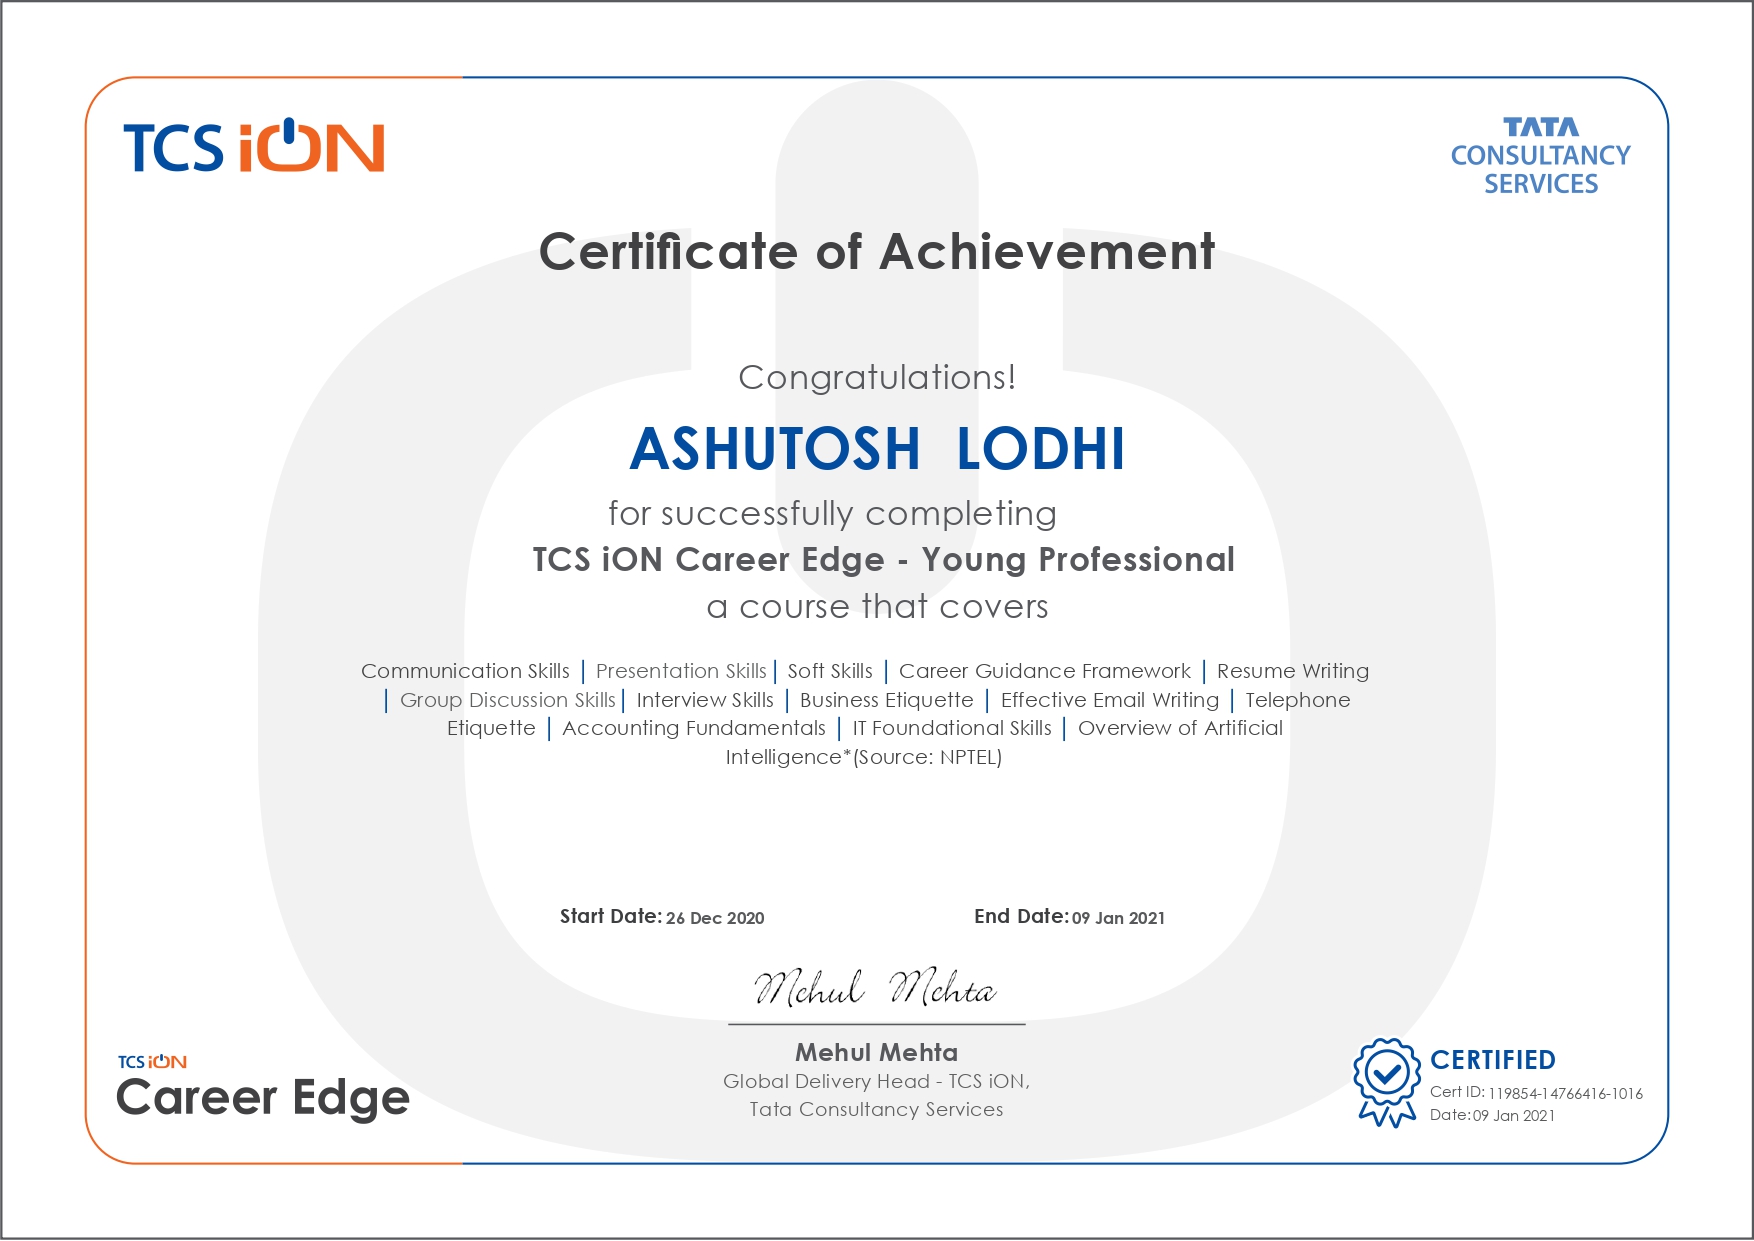 TCS iON
TATA
CONSULTANCY
SERVICES
Certificate of Achievement
Congratulations!
ASHUTOSH LODHI
for successfully completing
TCS iON Career Edge - Young Professional
a course that covers
Communication Skills | Presentation Skills | Soft Skills | Career Guidance Framework | Resume Writing
| Group Discussion Skills | Interview Skills | Business Etiquette | Effective Email Writing | Telephone
Etiquette | Accounting Fundamentals | IT Foundational Skills | Overview of Artificial
Intelligence*(Source: NPTEL)
Start Date: 26 Dec 2020 End Date: 09 Jan 2021
Mehul Mehta
Mehul Mehta
Global Delivery Head - TCS iON,
Tata Consultancy Services
TCS iON
Career Edge
CERTIFIED
Cert ID: 119854-14766416-1016
Date: 09 Jan 2021